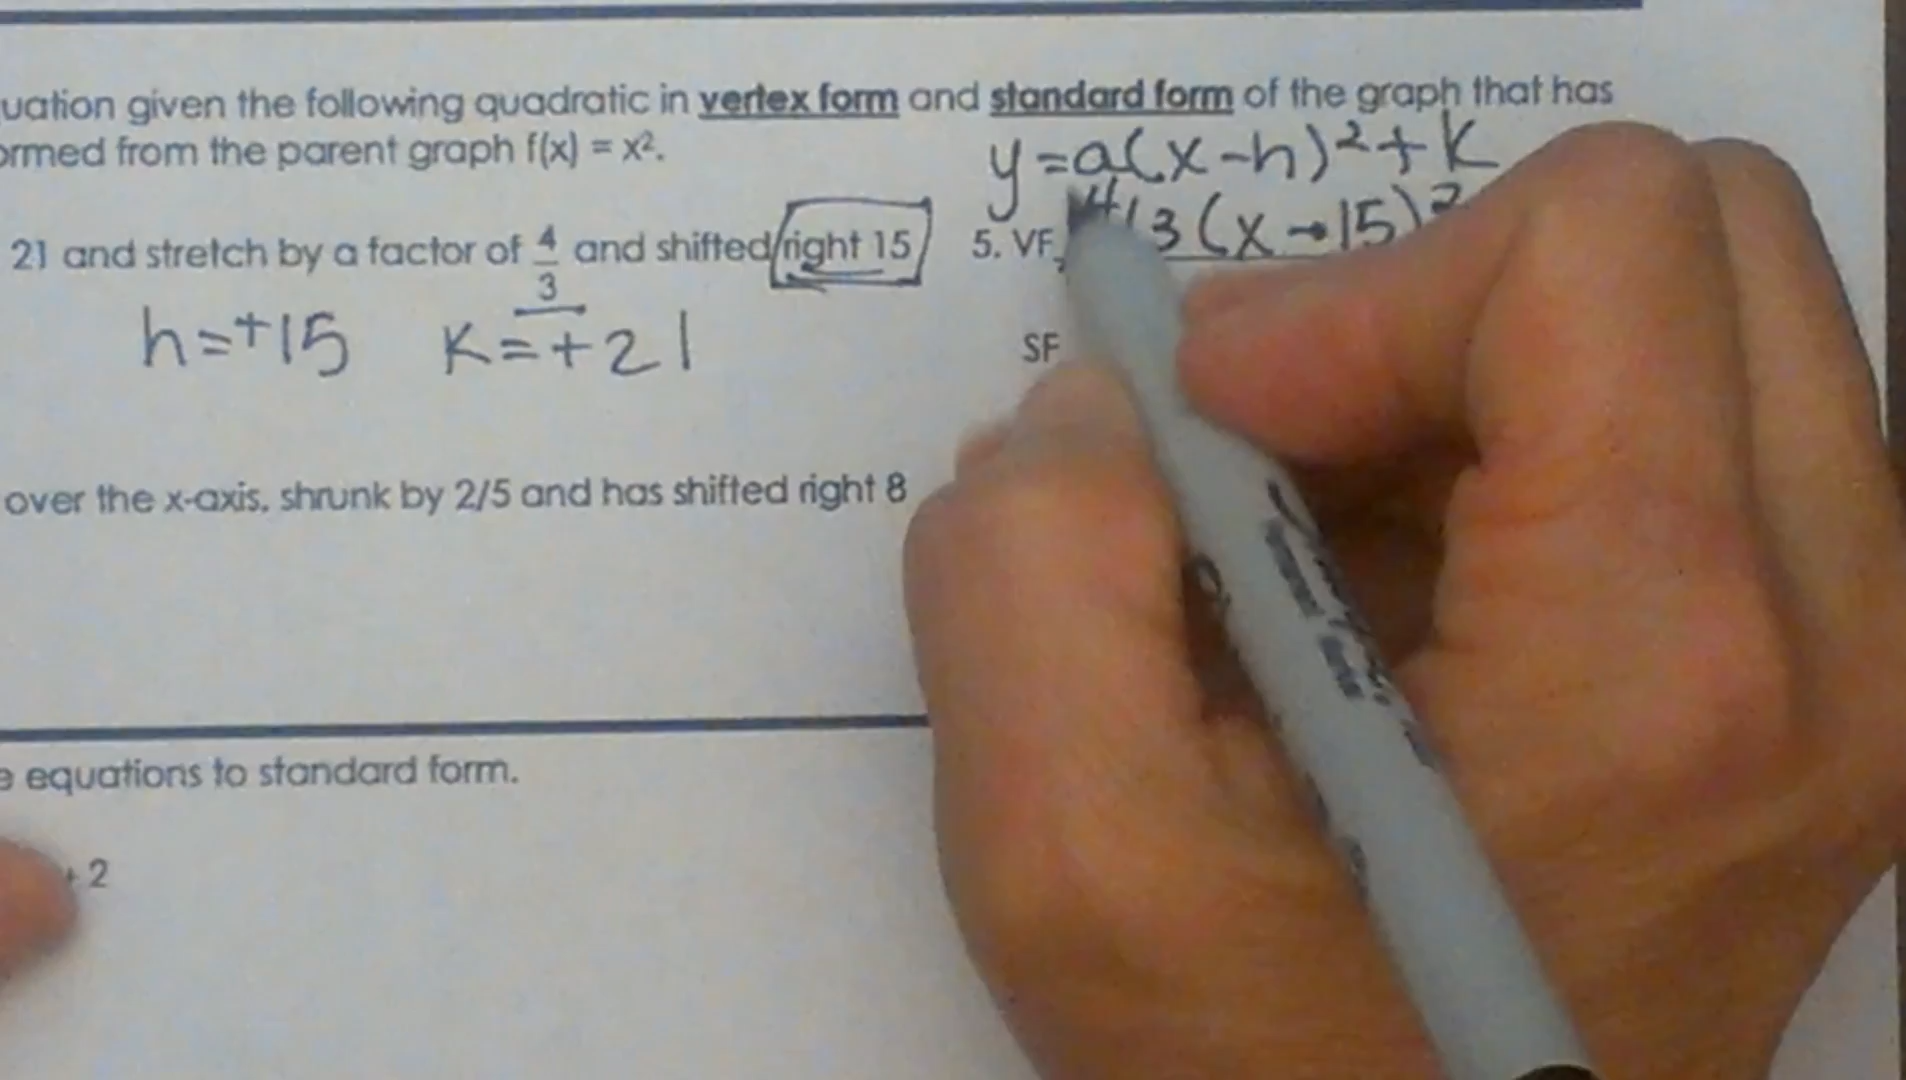 uation given the following quadratic in vertex form and standard form of the graph that has
ormed from the parent graph f(x) = x².
y=a(x-h)²+k
21 and stretch by a factor of 4/3 and shifted right 15
5. VF 4/3(x-15)²
h=+15 k=+21
SF
over the x-axis, shrunk by 2/5 and has shifted right 8
e equations to standard form.
+ 2